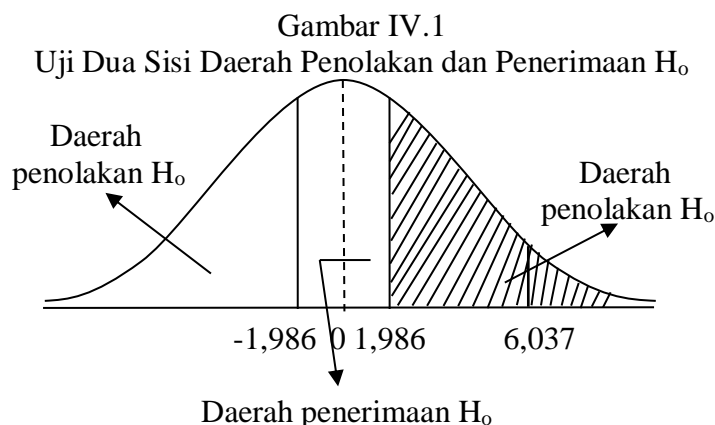 Gambar IV.1
Uji Dua Sisi Daerah Penolakan dan Penerimaan Ho
Daerah
penolakan Ho
Daerah
penolakan Ho
-1,986 0 1,986 6,037
Daerah penerimaan Ho